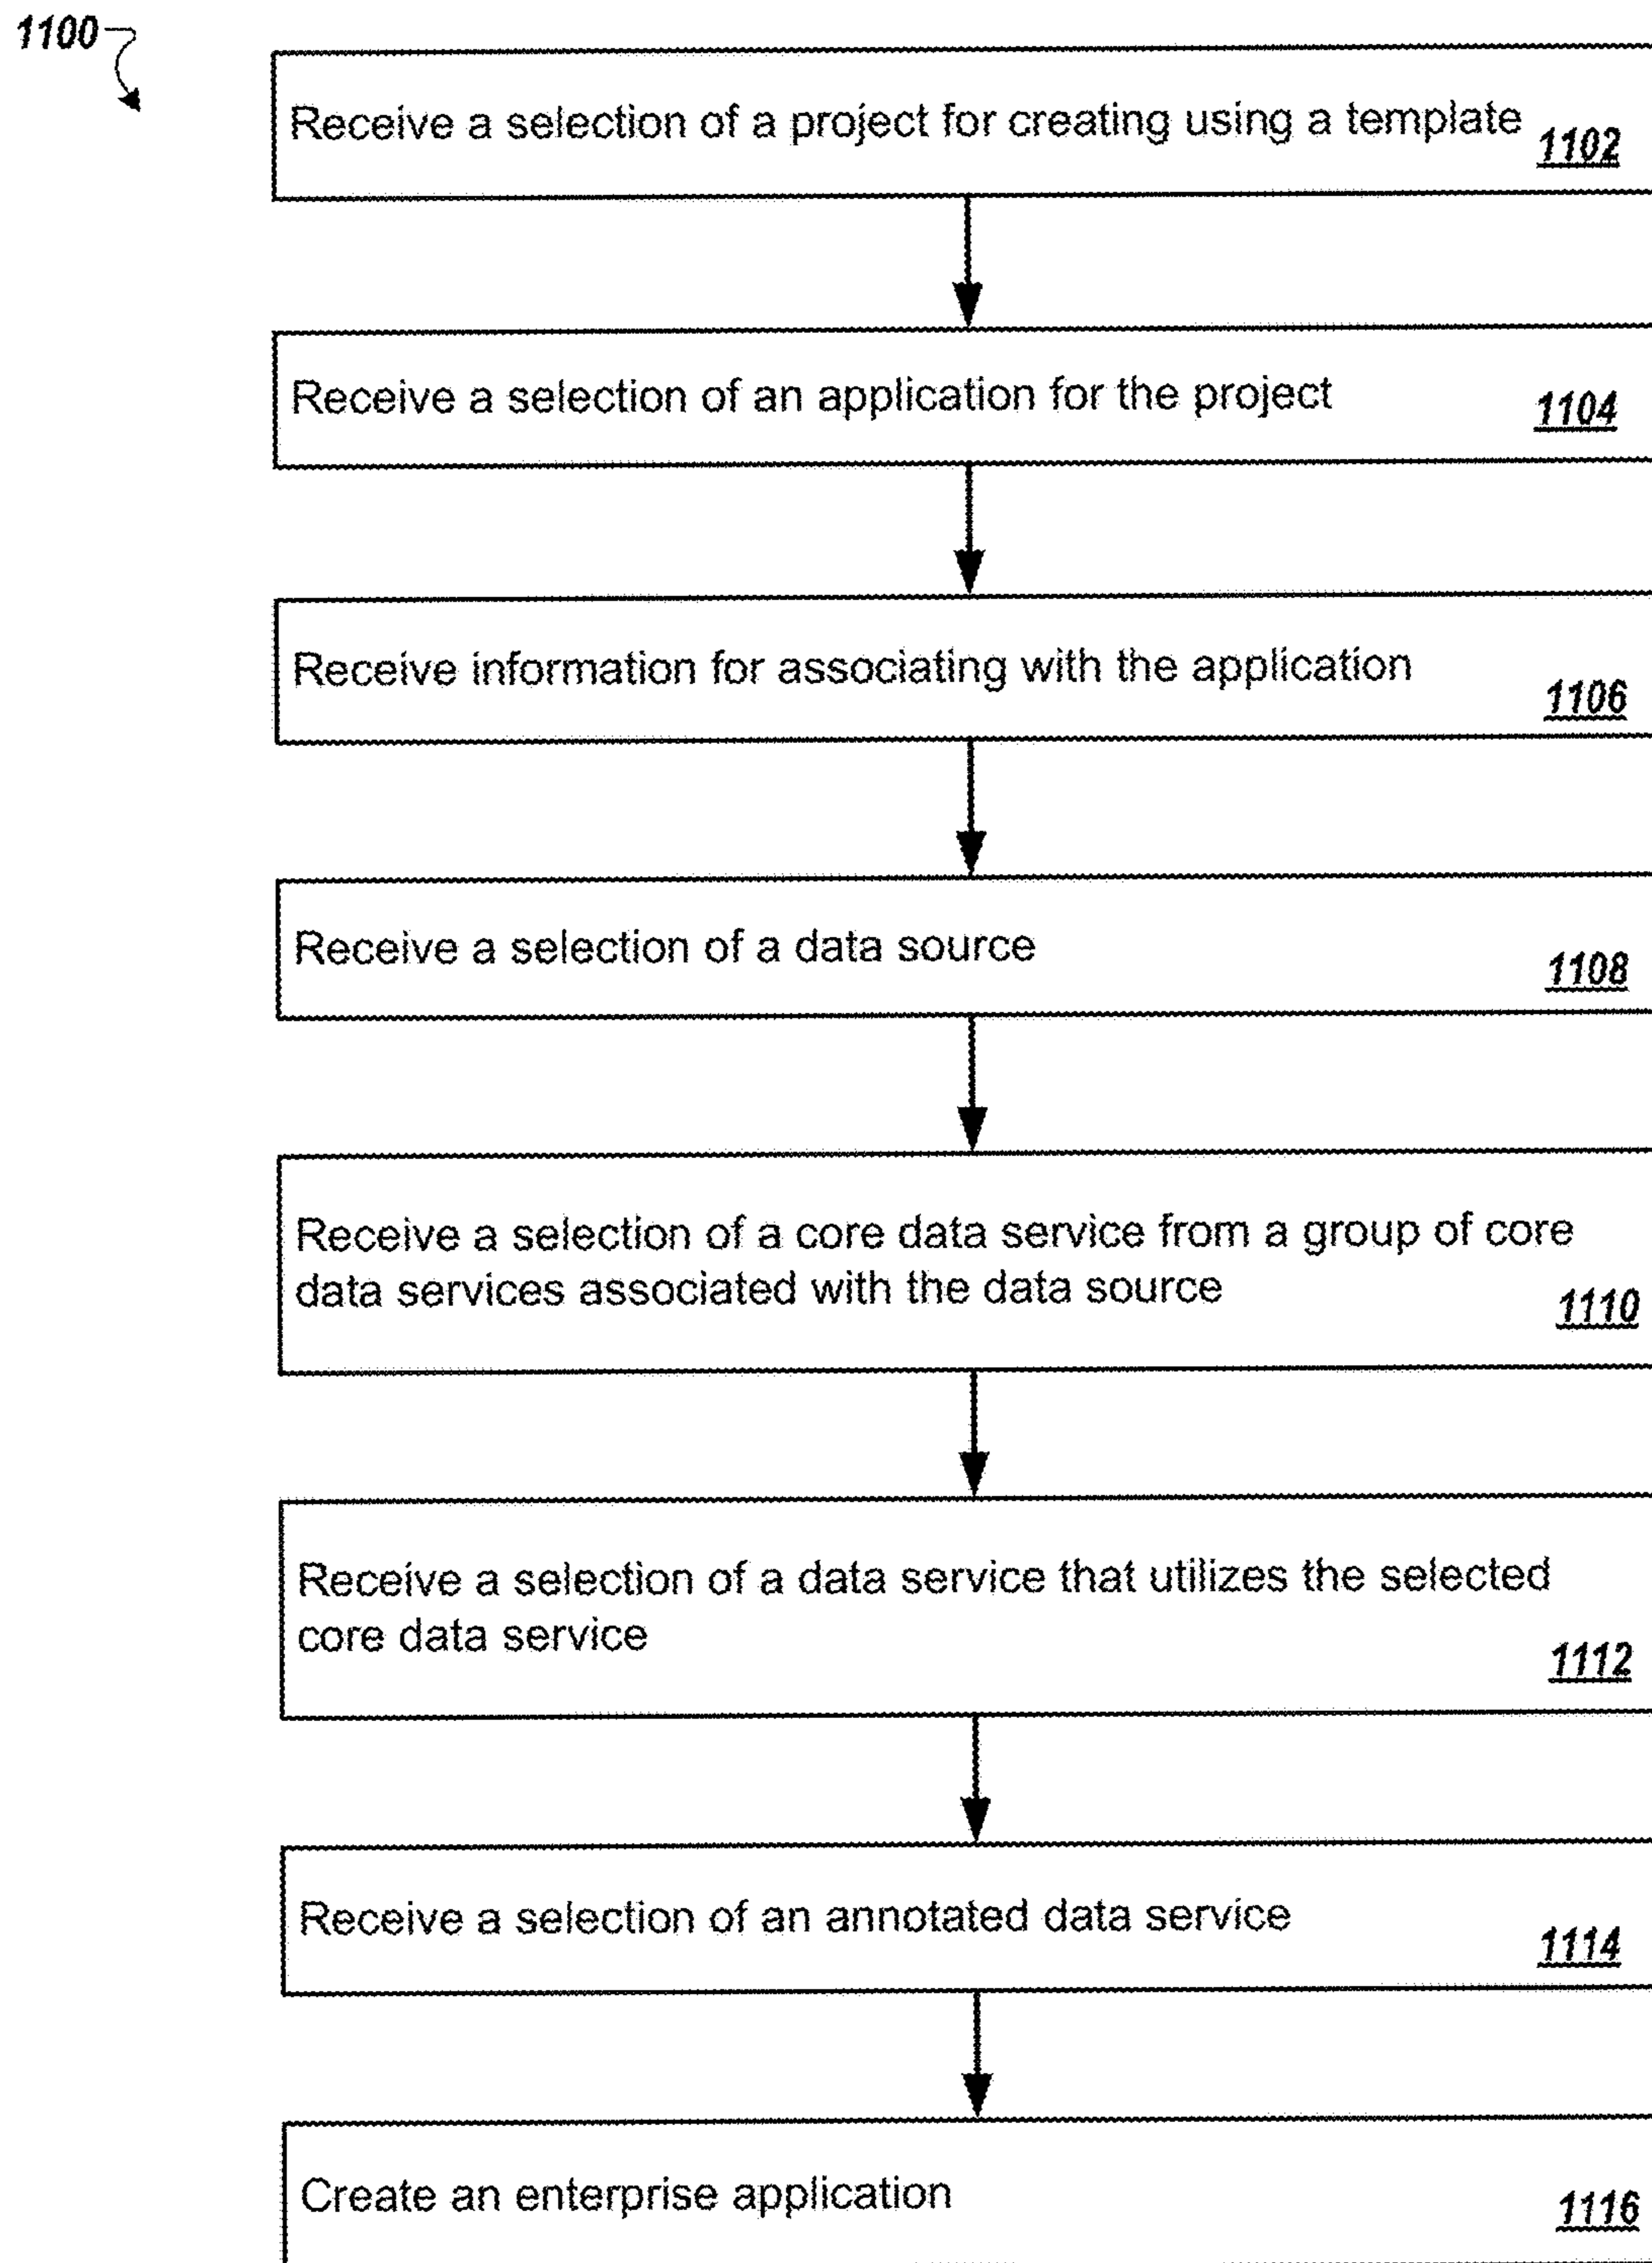 1100
Receive a selection of a project for creating using a template
1102
Receive a selection of an application for the project
1104
Receive information for associating with the application
1106
Receive a selection of a data source
1108
Receive a selection of a core data service from a group of core
data services associated with the data source
1110
Receive a selection of a data service that utilizes the selected
core data service
1112
Receive a selection of an annotated data service
1114
Create an enterprise application
1116